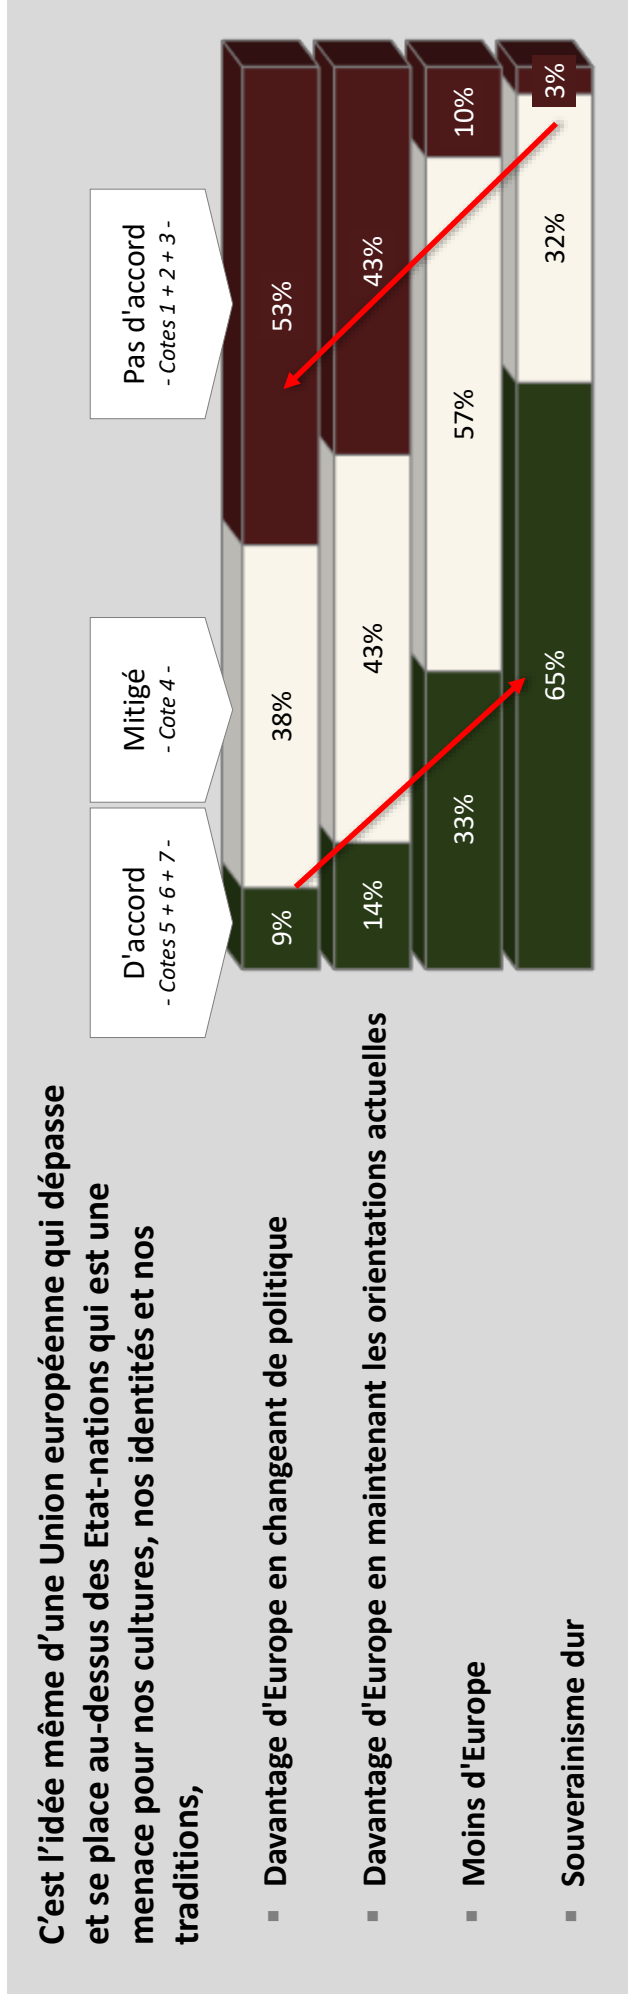 C’est l’idée même d’une Union européenne qui dépasse
et se place au-dessus des Etat-nations qui est une
menace pour nos cultures, nos identités et nos
traditions,
D'accord
- Cotes 5 + 6 + 7 -
Mitigé
- Cote 4 -
Pas d'accord
- Cotes 1 + 2 + 3 -
Davantage d'Europe en changeant de politique
9%
38%
53%
Davantage d'Europe en maintenant les orientations actuelles
14%
43%
43%
Moins d'Europe
33%
57%
10%
Souverainisme dur
65%
32%
3%